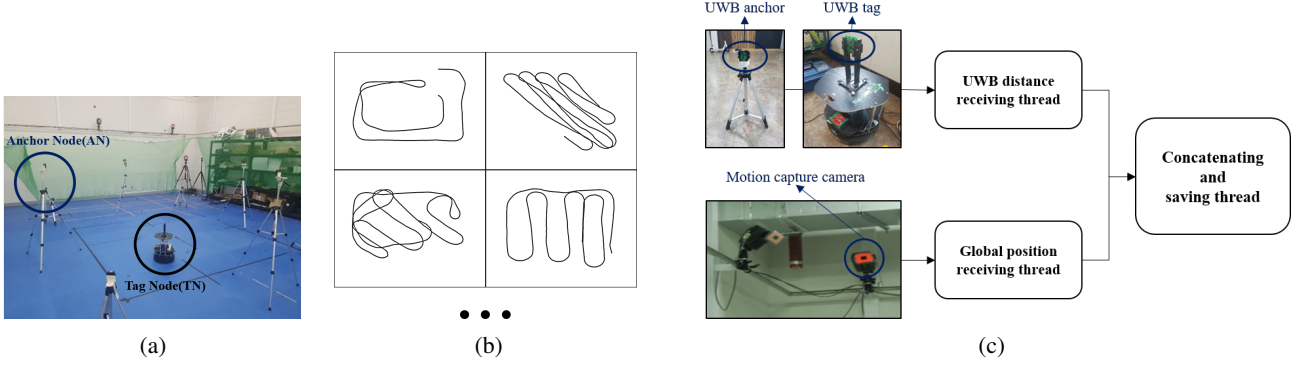 Anchor Node(AN)
Tag Node(TN)
(a)
(b)
UWB anchor
UWB tag
UWB distance
receiving thread
Motion capture camera
Global position
receiving thread
Concatenating
and
saving thread
(c)